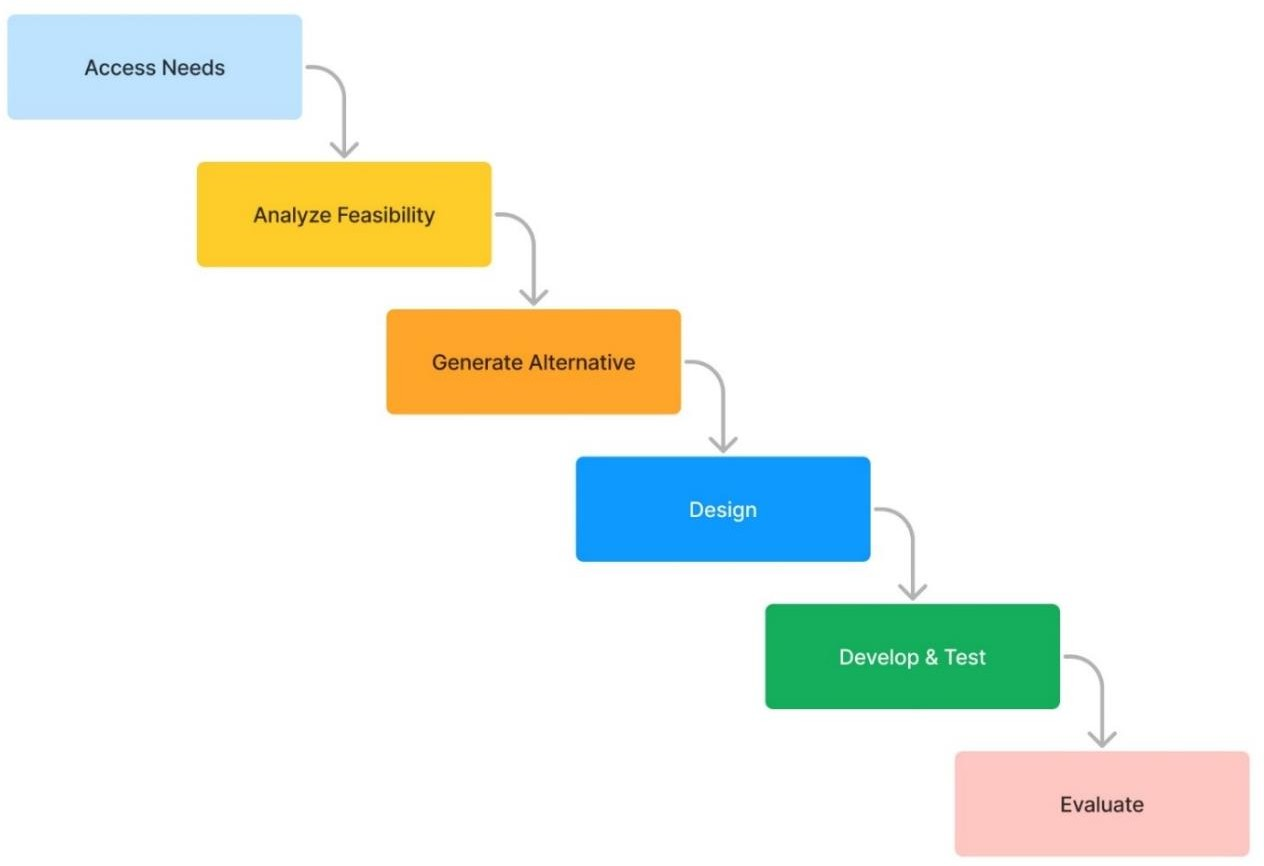 Access Needs
Analyze Feasibility
Generate Alternative
Design
Develop & Test
Evaluate